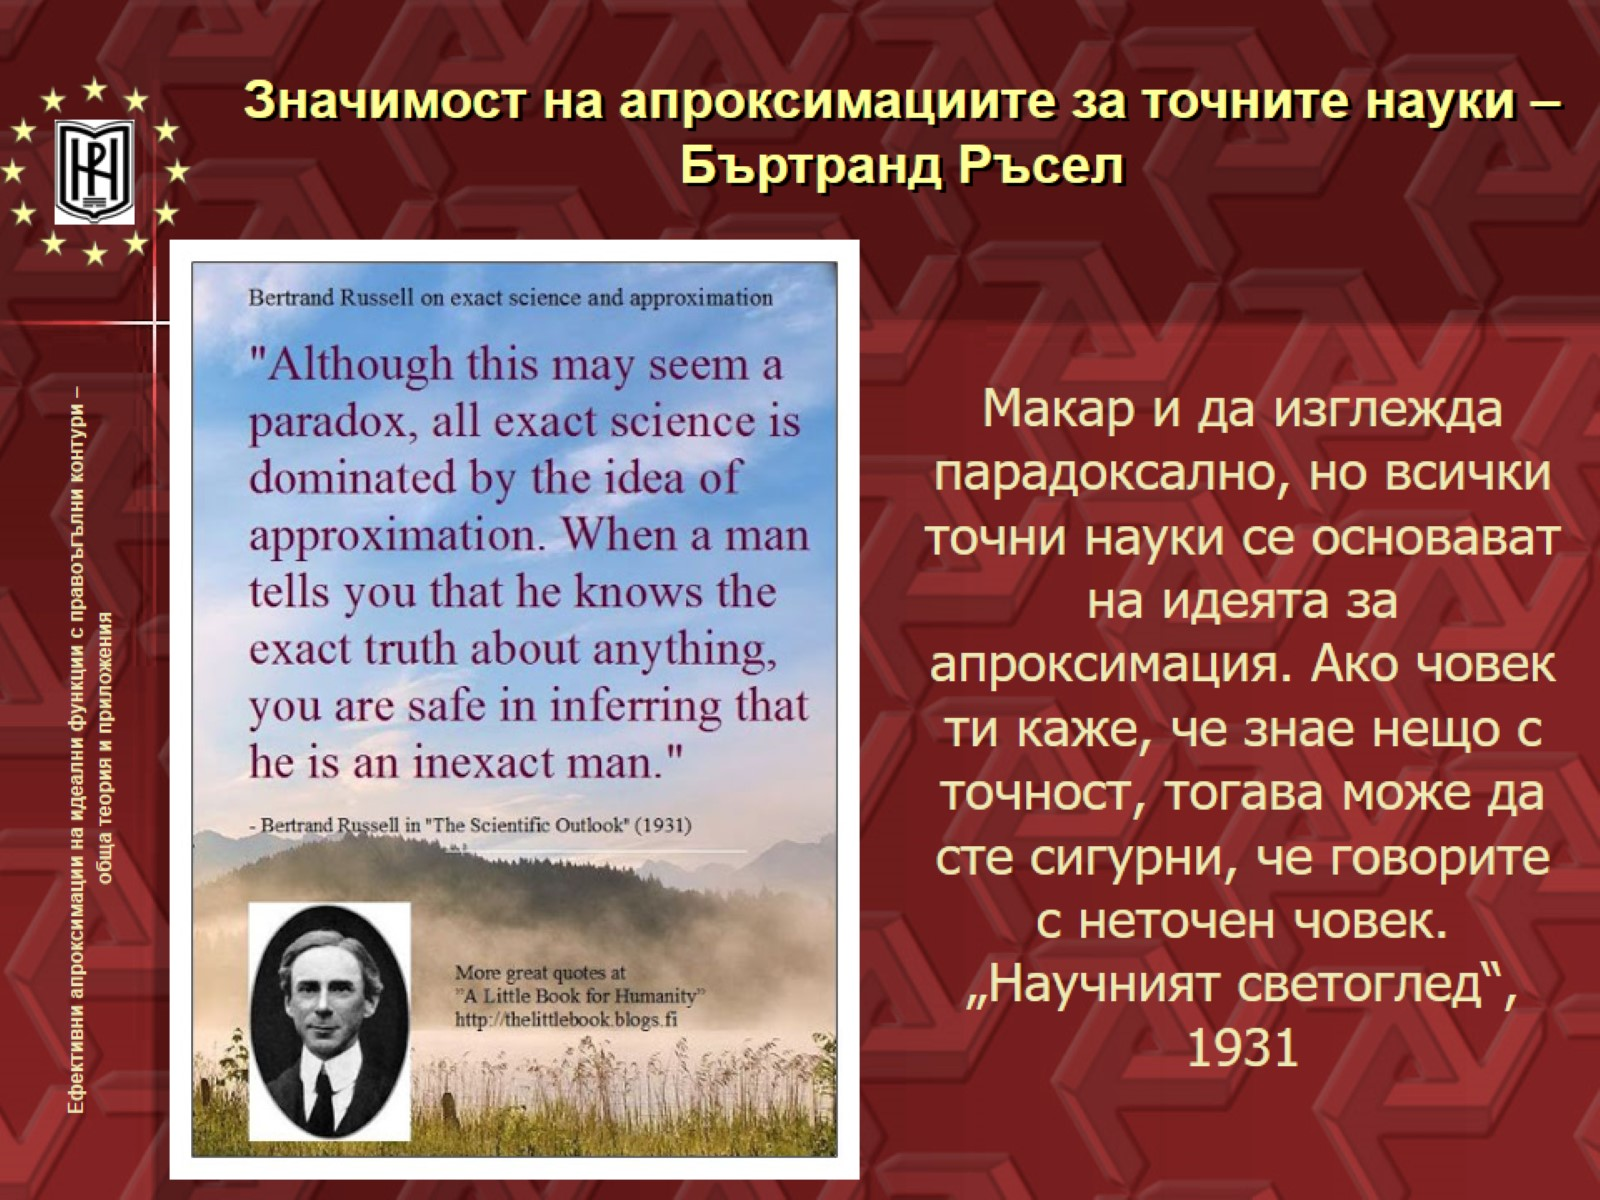 Значимост на апроксимациите за точните науки –
Бъртранд Ръсел
Ефективни апроксимации на идеални функции с правоъгълни контури –
обща теория и приложения
Bertrand Russell on exact science and approximation
"Although this may seem a
paradox, all exact science is
dominated by the idea of
approximation. When a man
tells you that he knows the
exact truth about anything,
you are safe in inferring that
he is an inexact man."
- Bertrand Russell in "The Scientific Outlook" (1931)
More great quotes at
”A Little Book for Humanity”
http://thelittlebook.blogs.fi
Макар и да изглежда
парадоксално, но всички
точни науки се основават
на идеята за
апроксимация. Ако човек
ти каже, че знае нещо с
точност, тогава може да
сте сигурни, че говорите
с неточен човек.
„Научният светоглед“,
1931